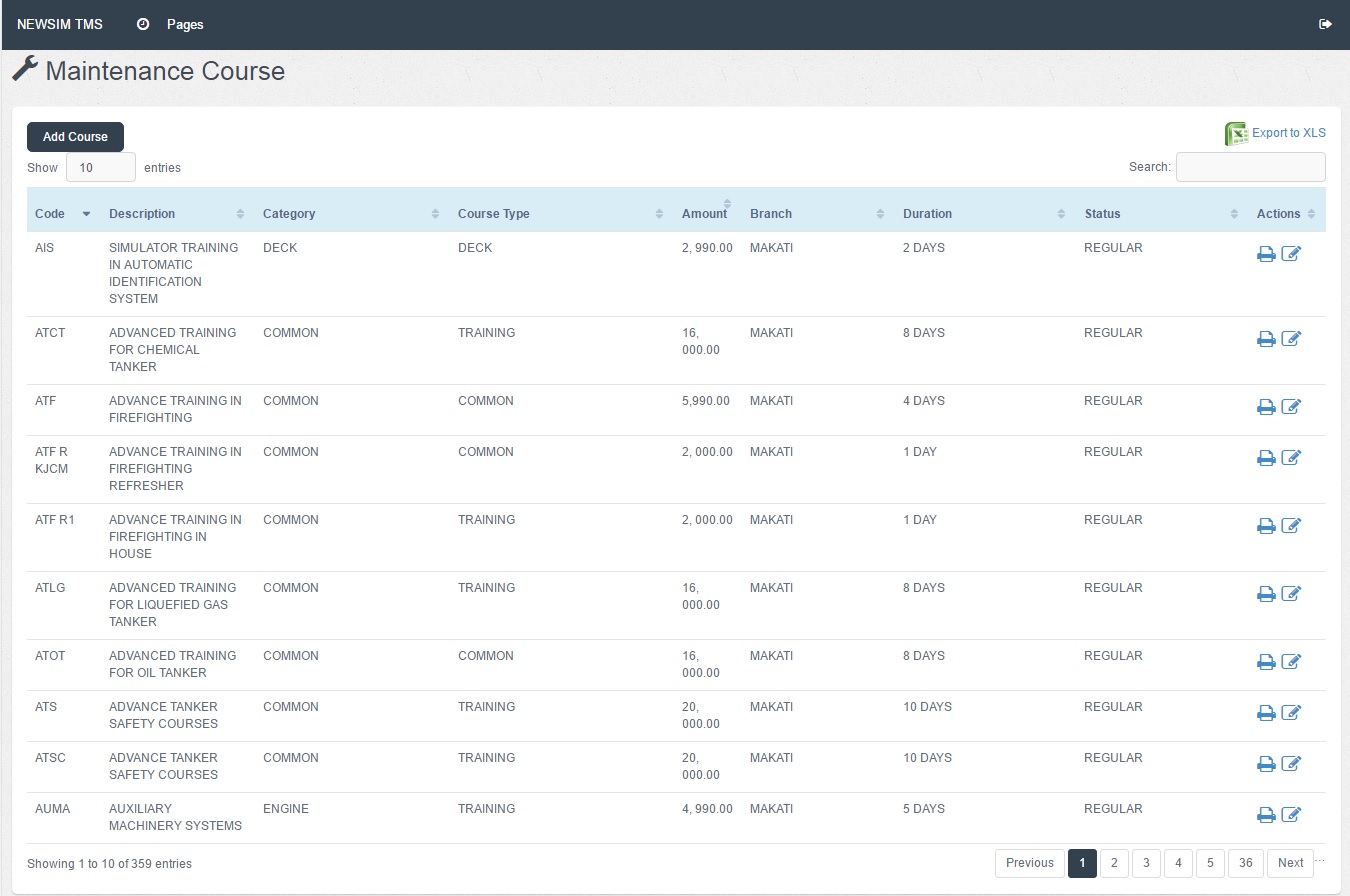 NEWSIM TMS Pages
Maintenance Course
Add Course
Export to XLS
Show 10 entries
Search:
Code Description Category Course Type Amount Branch Duration Status Actions
AIS SIMULATOR TRAINING DECK DECK 2, 990.00 MAKATI 2 DAYS REGULAR
IN AUTOMATIC
IDENTIFICATION
SYSTEM
ATCT ADVANCED TRAINING COMMON TRAINING 16, MAKATI 8 DAYS REGULAR
FOR CHEMICAL 000.00
TANKER
ATF ADVANCE TRAINING IN COMMON COMMON 5,990.00 MAKATI 4 DAYS REGULAR
FIREFIGHTING
ATF R ADVANCE TRAINING IN COMMON COMMON 2, 000.00 MAKATI 1 DAY REGULAR
KJCM FIREFIGHTING
REFRESHER
ATF R1 ADVANCE TRAINING IN COMMON TRAINING 2, 000.00 MAKATI 1 DAY REGULAR
FIREFIGHTING IN
HOUSE
ATLG ADVANCED TRAINING COMMON TRAINING 16, MAKATI 8 DAYS REGULAR
FOR LIQUEFIED GAS 000.00
TANKER
ATOT ADVANCED TRAINING COMMON COMMON 16, MAKATI 8 DAYS REGULAR
FOR OIL TANKER 000.00
ATS ADVANCE TANKER COMMON TRAINING 20, MAKATI 10 DAYS REGULAR
SAFETY COURSES 000.00
ATSC ADVANCE TANKER COMMON TRAINING 20, MAKATI 10 DAYS REGULAR
SAFETY COURSES 000.00
AUMA AUXILIARY ENGINE TRAINING 4, 990.00 MAKATI 5 DAYS REGULAR
MACHINERY SYSTEMS
Showing 1 to 10 of 359 entries
Previous 1 2 3 4 5 36 Next ...